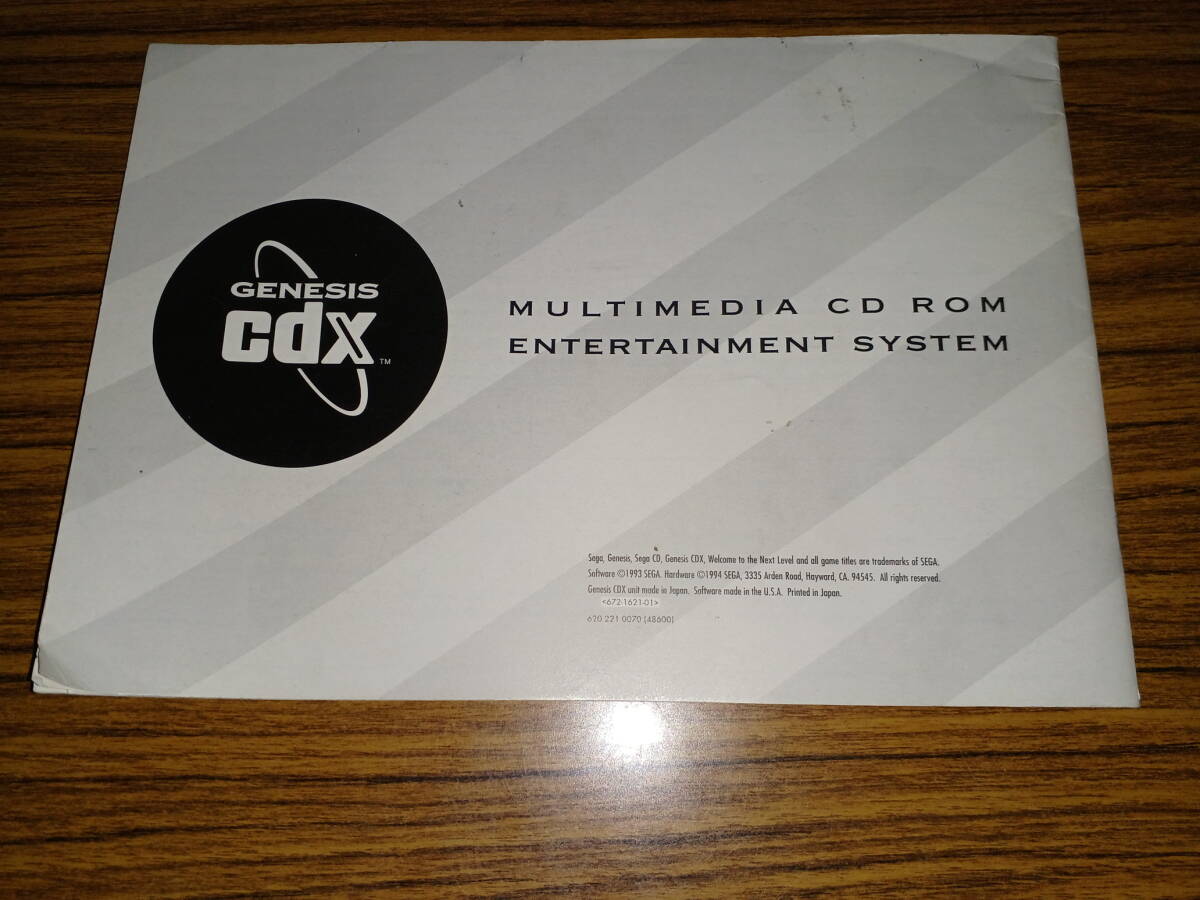 GENESIS
cdx
TM
MULTIMEDIA CD ROM
ENTERTAINMENT SYSTEM
Sega, Genesis, Sega CD, Genesis CDX, Welcome to the Next Level and all game titles are trademarks of SEGA.
Software ©1993 SEGA. Hardware ©1994 SEGA, 3335 Arden Road, Hayward, CA. 94545. All rights reserved.
Genesis CDX unit made in Japan. Software made in the U.S.A. Printed in Japan.
<672-1621-01>
620 221 0070 (48600)